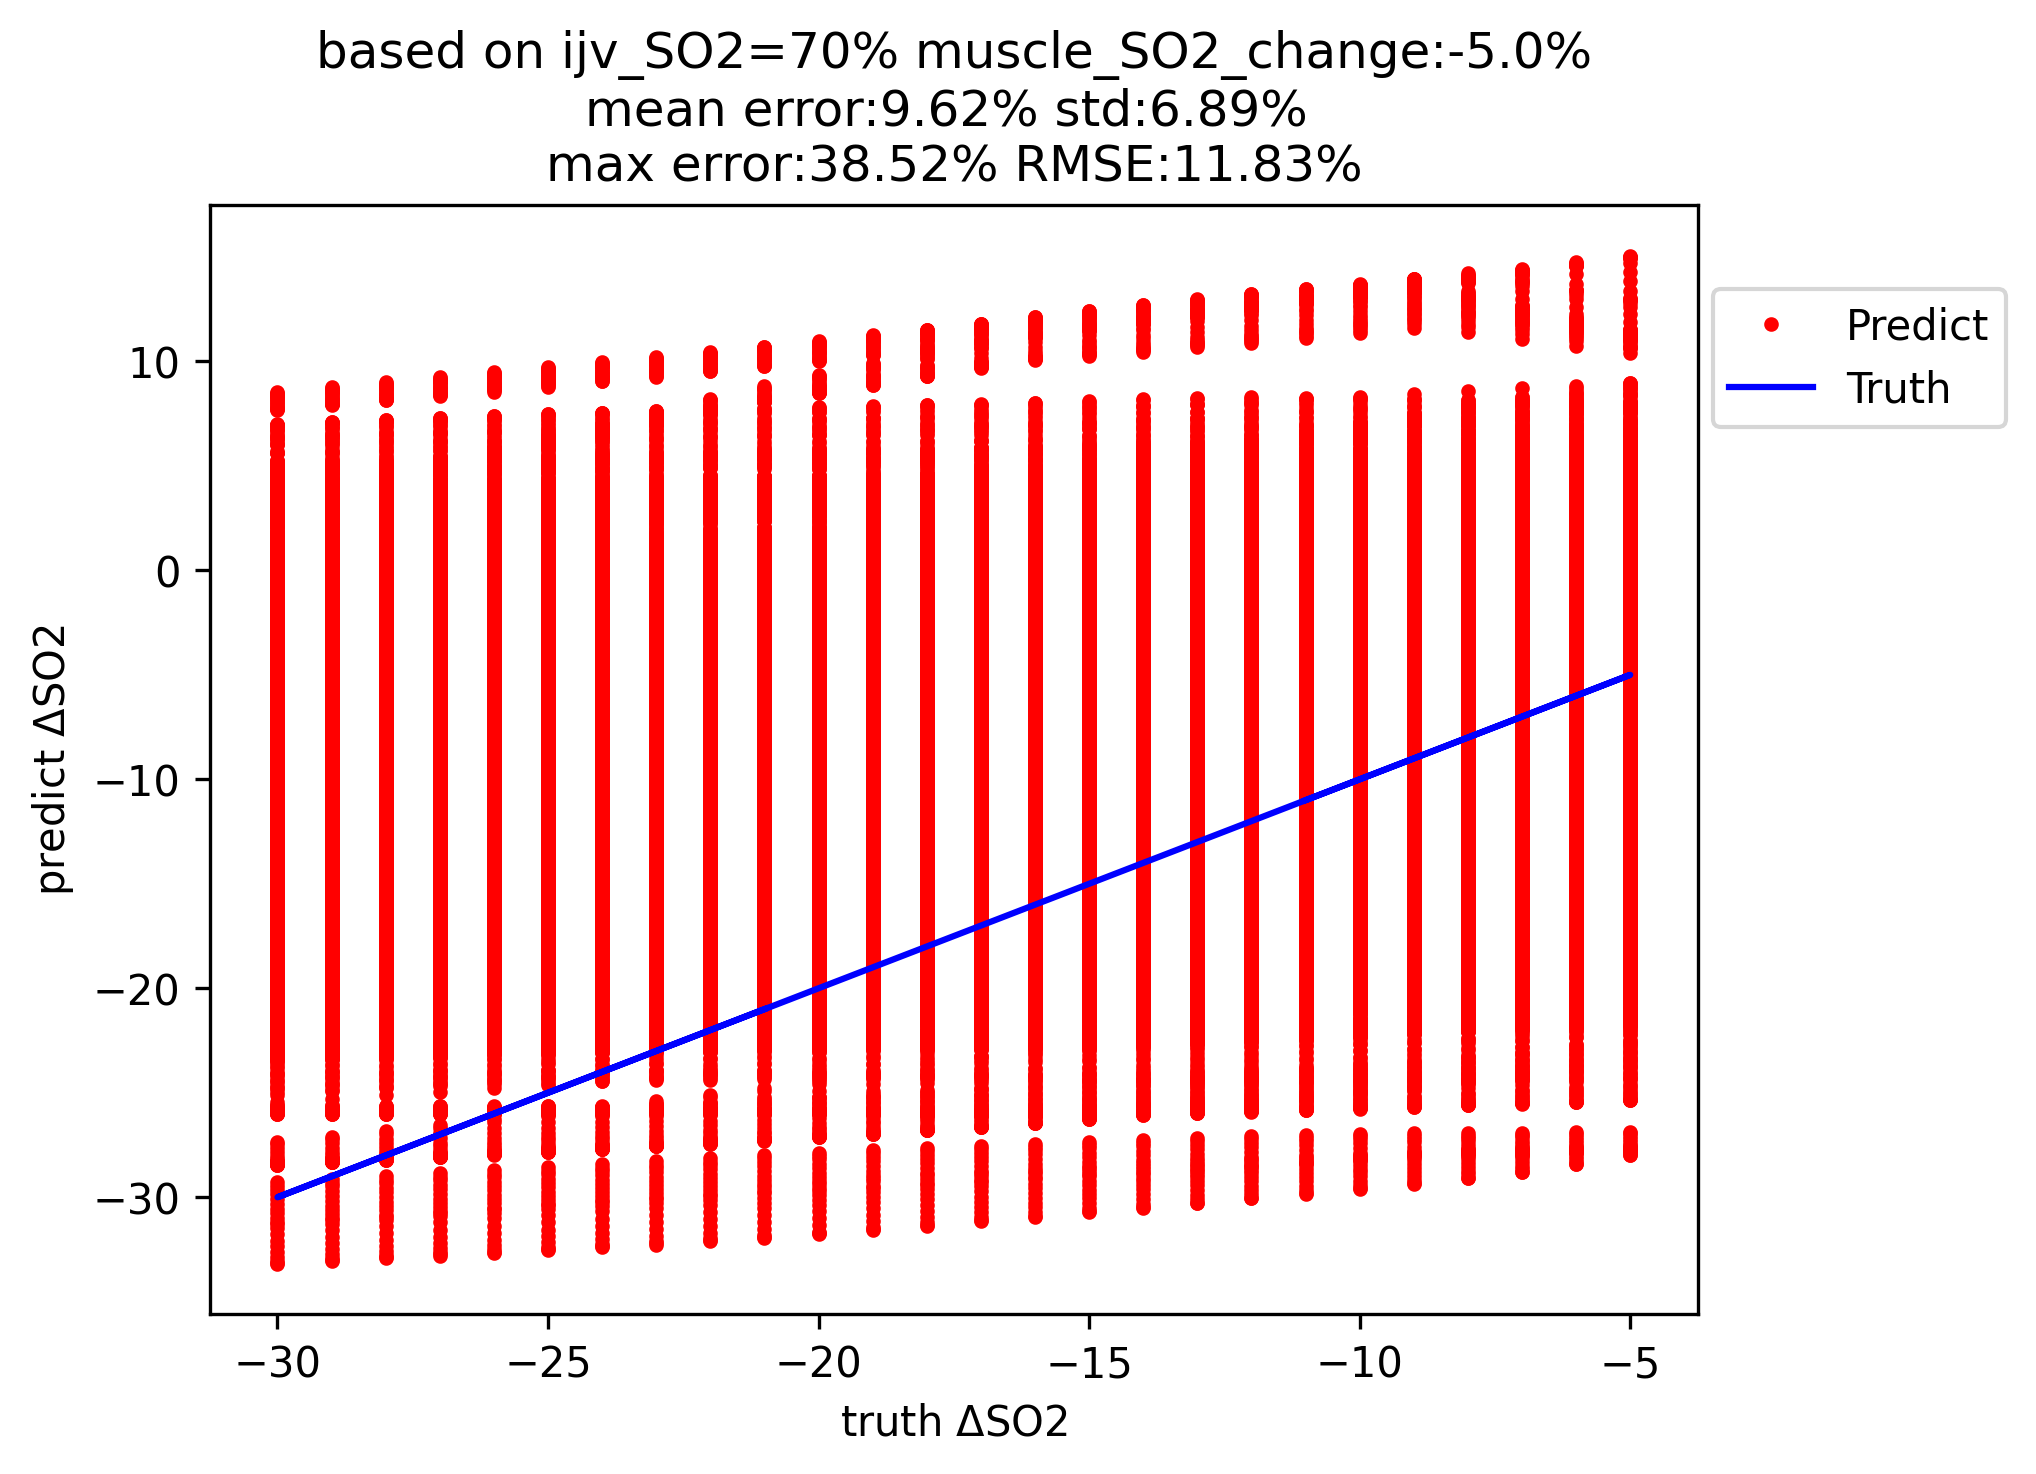 based on ijv_SO2=70% muscle_SO2_change:-5.0%
mean error:9.62% std:6.89%
max error:38.52% RMSE:11.83%
Predict
Truth
10
0
−10
−20
−30
predict ΔSO2
−30
−25
−20
−15
−10
−5
truth ΔSO2